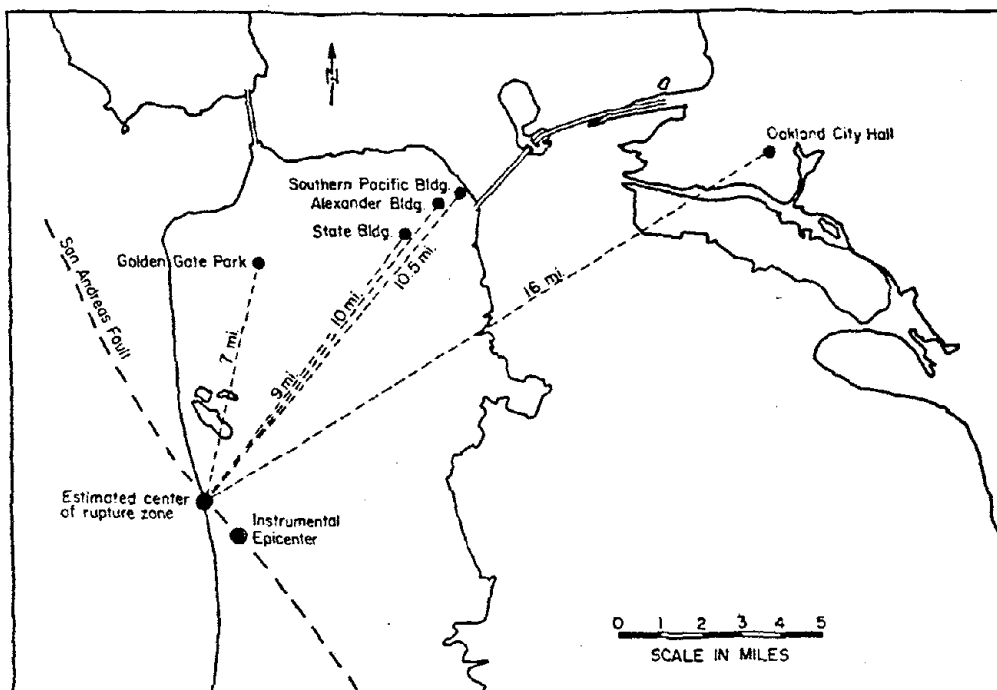 N
Oakland City Hall
Southern Pacific Bldg.
Alexander Bldg.
State Bldg.
Golden Gate Park
San Andreas Fault
7 mi.
9 mi.
10 mi.
10.5 mi.
16 mi.
Estimated center
of rupture zone
Instrumental
Epicenter
0 1 2 3 4 5
SCALE IN MILES